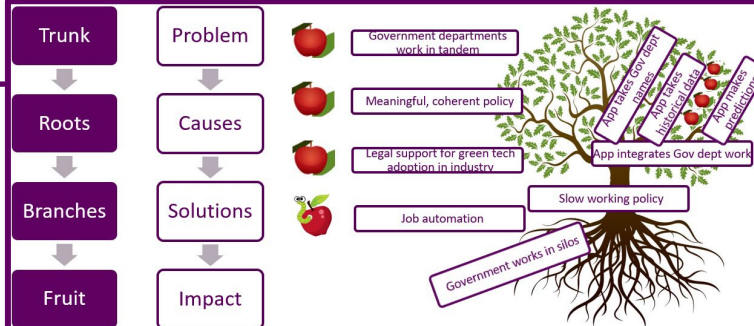 Trunk
Roots
Branches
Fruit
Problem
Causes
Solutions
Impact
Government departments
work in tandem
Meaningful, coherent policy
Legal support for green tech
adoption in industry
Job automation
App takes Gov dept
names
App takes
historical data
App makes
predictions
App integrates Gov dept work
Slow working policy
Government works in silos